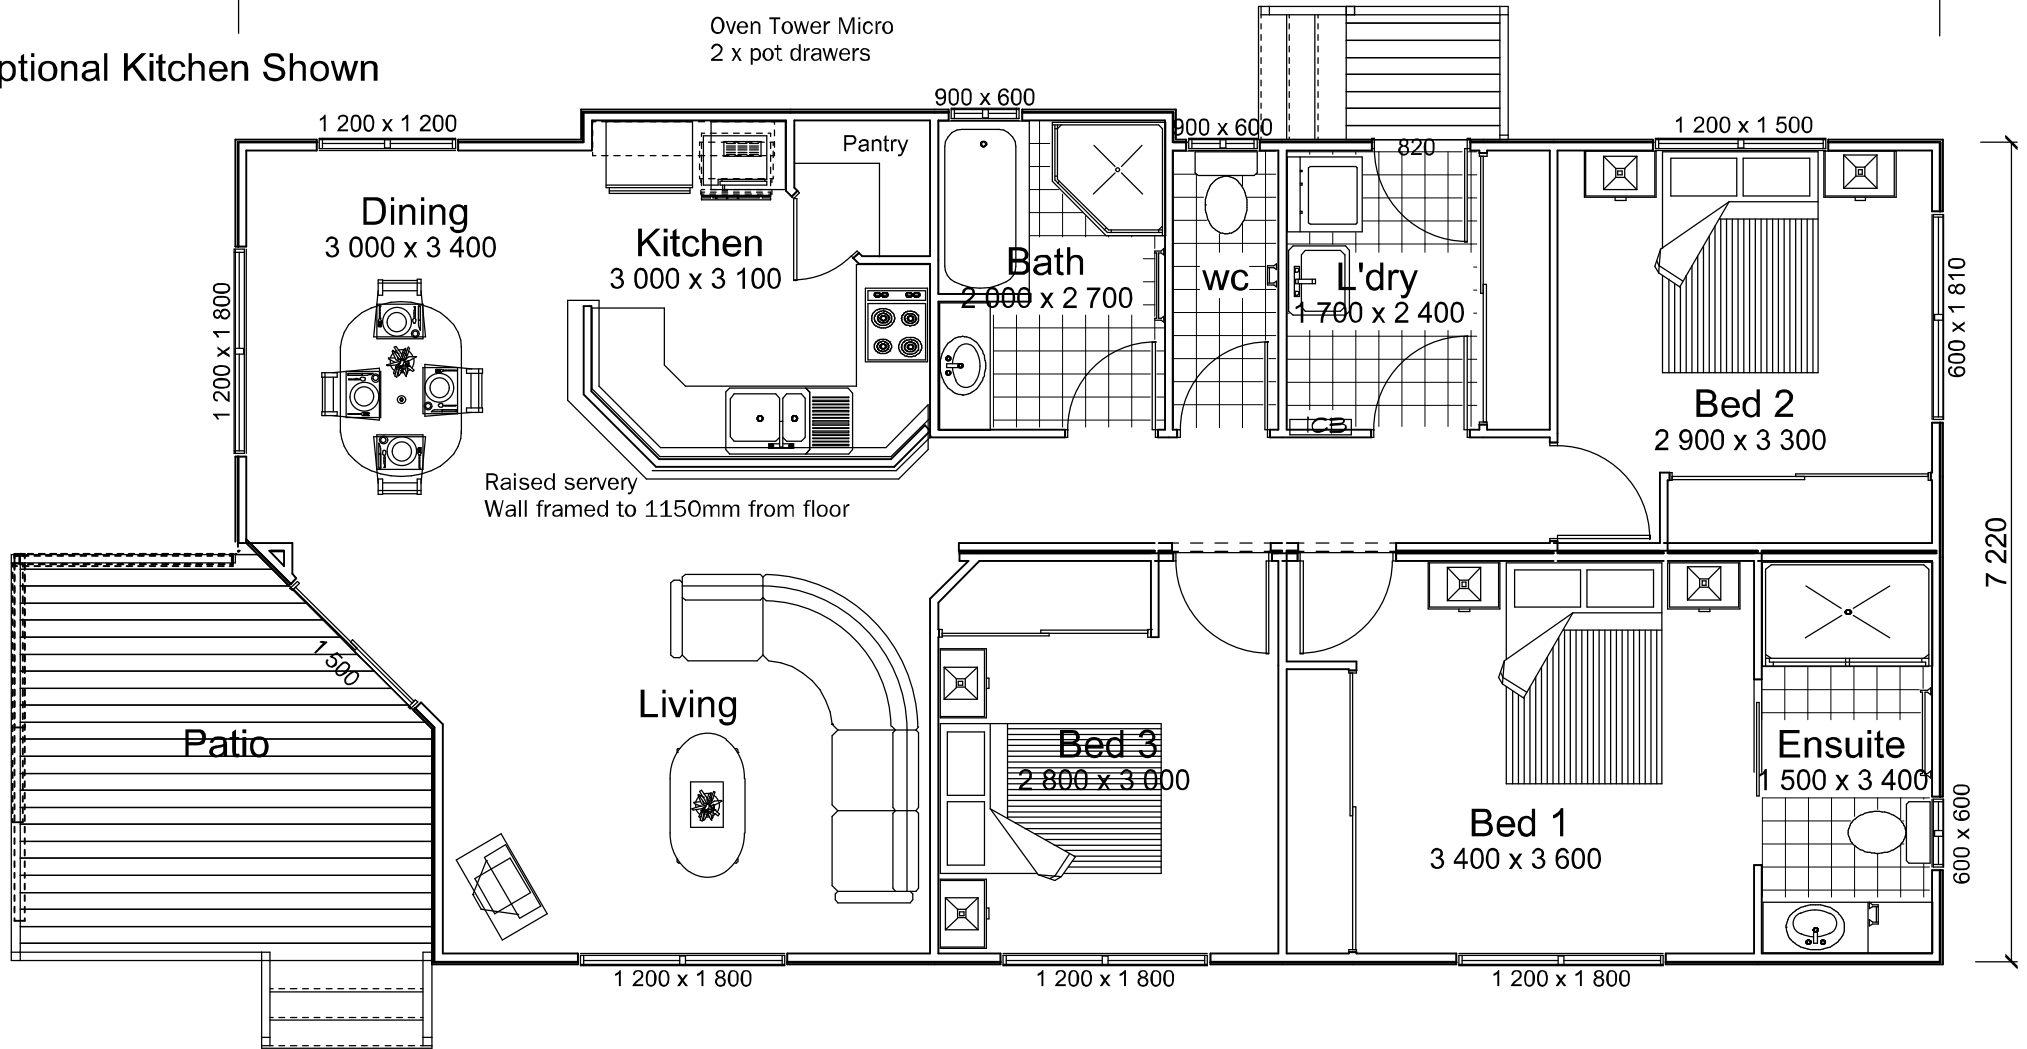 Oven Tower Micro
2 x pot drawers
ptional Kitchen Shown
900 x 600
1 200 x 1 200
900 x 600
820
1 200 x 1 500
Pantry
Dining
3 000 x 3 400
Kitchen
3 000 x 3 100
Bath
2 000 x 2 700
wc
L'dry
1 700 x 2 400
1 200 x 1 800
600 x 1 810
Bed 2
2 900 x 3 300
ICB
Raised servery
Wall framed to 1150mm from floor
7 220
1 500
Living
Patio
Bed 3
2 800 x 3 000
Ensuite
1 500 x 3 400
Bed 1
3 400 x 3 600
600 x 600
1 200 x 1 800
1 200 x 1 800
1 200 x 1 800